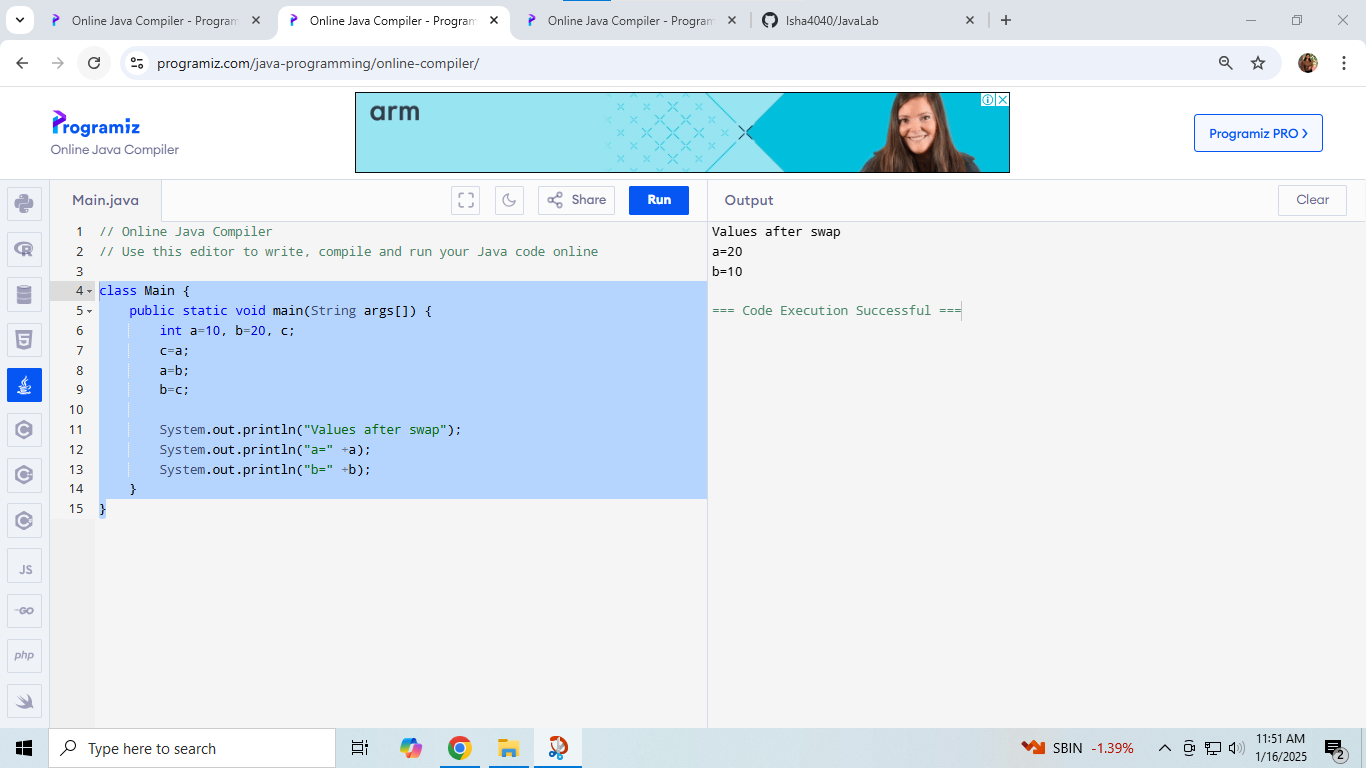 Online Java Compiler - Program
Online Java Compiler - Program
Online Java Compiler - Program
Isha4040/JavaLab
programiz.com/java-programming/online-compiler/
Programiz
Online Java Compiler
arm
Programiz PRO >
Main.java
Share
Run
Output
Clear
1 // Online Java Compiler
2 // Use this editor to write, compile and run your Java code online
3
4 class Main {
5 public static void main(String args[]) {
6 int a=10, b=20, c;
7 c=a;
8 a=b;
9 b=c;
10
11 System.out.println("Values after swap");
12 System.out.println("a=" +a);
13 System.out.println("b=" +b);
14 }
15 }
Values after swap
a=20
b=10
=== Code Execution Successful ===
JS
GO
php
Type here to search
SBIN -1.39%
11:51 AM
1/16/2025
2